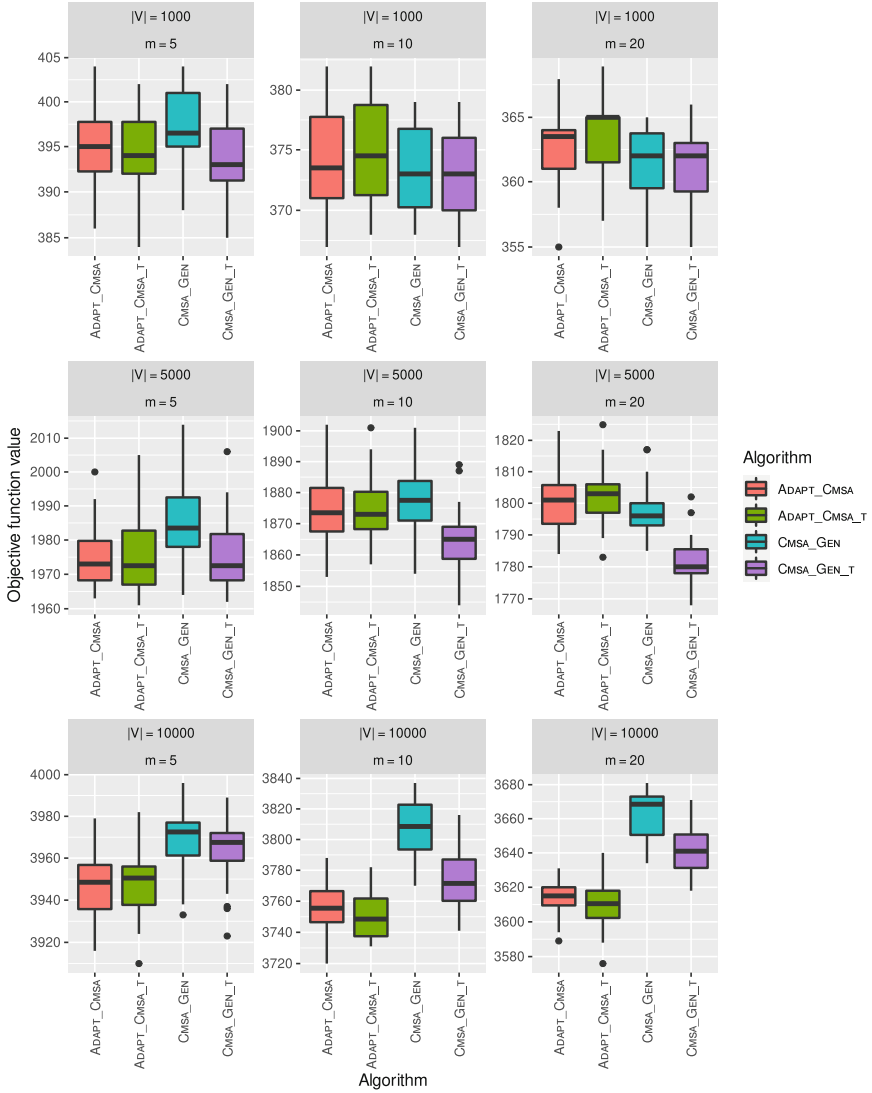 |V| = 1000
|V| = 1000
|V| = 1000
m = 5
m = 10
m = 20
405
400
395
390
385
380
375
370
365
360
355
ADAPT_CMSA
ADAPT_CMSA_T
CMSA_GEN
CMSA_GEN_T
ADAPT_CMSA
ADAPT_CMSA_T
CMSA_GEN
CMSA_GEN_T
ADAPT_CMSA
ADAPT_CMSA_T
CMSA_GEN
CMSA_GEN_T
|V| = 5000
|V| = 5000
|V| = 5000
m = 5
m = 10
m = 20
Objective function value
2010
2000
1990
1980
1970
1960
1900
1890
1880
1870
1860
1850
1820
1810
1800
1790
1780
1770
ADAPT_CMSA
ADAPT_CMSA_T
CMSA_GEN
CMSA_GEN_T
ADAPT_CMSA
ADAPT_CMSA_T
CMSA_GEN
CMSA_GEN_T
ADAPT_CMSA
ADAPT_CMSA_T
CMSA_GEN
CMSA_GEN_T
Algorithm
ADAPT_CMSA
ADAPT_CMSA_T
CMSA_GEN
CMSA_GEN_T
|V| = 10000
|V| = 10000
|V| = 10000
m = 5
m = 10
m = 20
4000
3980
3960
3940
3920
3840
3820
3800
3780
3760
3740
3720
3680
3660
3640
3620
3600
3580
ADAPT_CMSA
ADAPT_CMSA_T
CMSA_GEN
CMSA_GEN_T
ADAPT_CMSA
ADAPT_CMSA_T
CMSA_GEN
CMSA_GEN_T
ADAPT_CMSA
ADAPT_CMSA_T
CMSA_GEN
CMSA_GEN_T
Algorithm